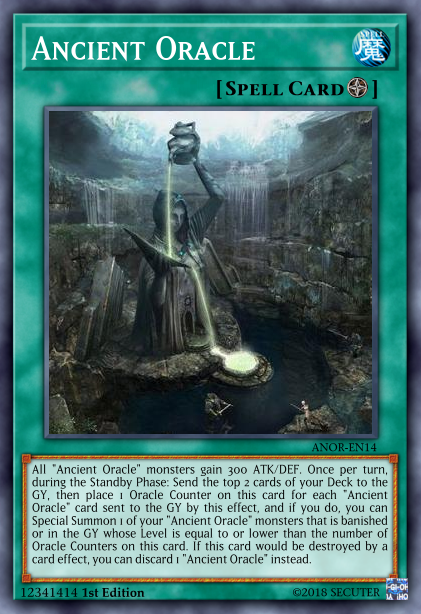 ANCIENT ORACLE
魔
[SPELL CARD]
ANOR-EN14
All "Ancient Oracle" monsters gain 300 ATK/DEF. Once per turn,
during the Standby Phase: Send the top 2 cards of your Deck to the
GY, then place 1 Oracle Counter on this card for each "Ancient
Oracle" card sent to the GY by this effect, and if you do, you can
Special Summon 1 of your "Ancient Oracle" monsters that is banished
or in the GY whose Level is equal to or lower than the number of
Oracle Counters on this card. If this card would be destroyed by a
card effect, you can discard 1 "Ancient Oracle" instead.
12341414 1st Edition ©2018 SECUTER